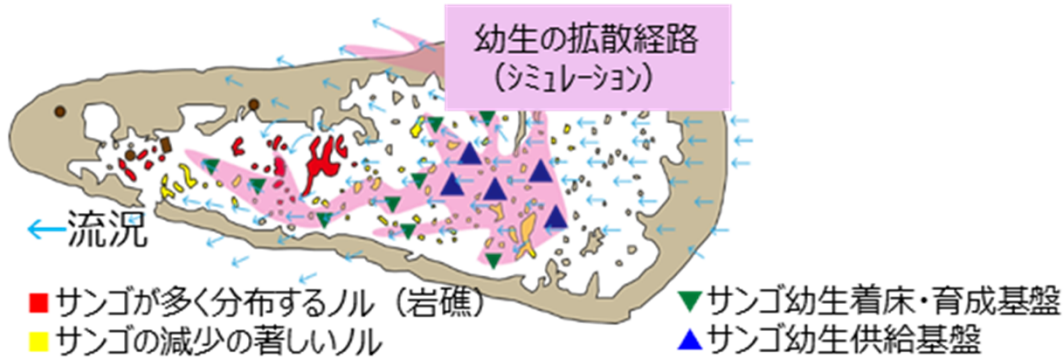 幼生の拡散経路
（ｼﾐｭﾚｰｼｮﾝ）
流況
サンゴが多く分布するノル（岩礁）
サンゴの減少の著しいノル
サンゴ幼生着床・育成基盤
サンゴ幼生供給基盤